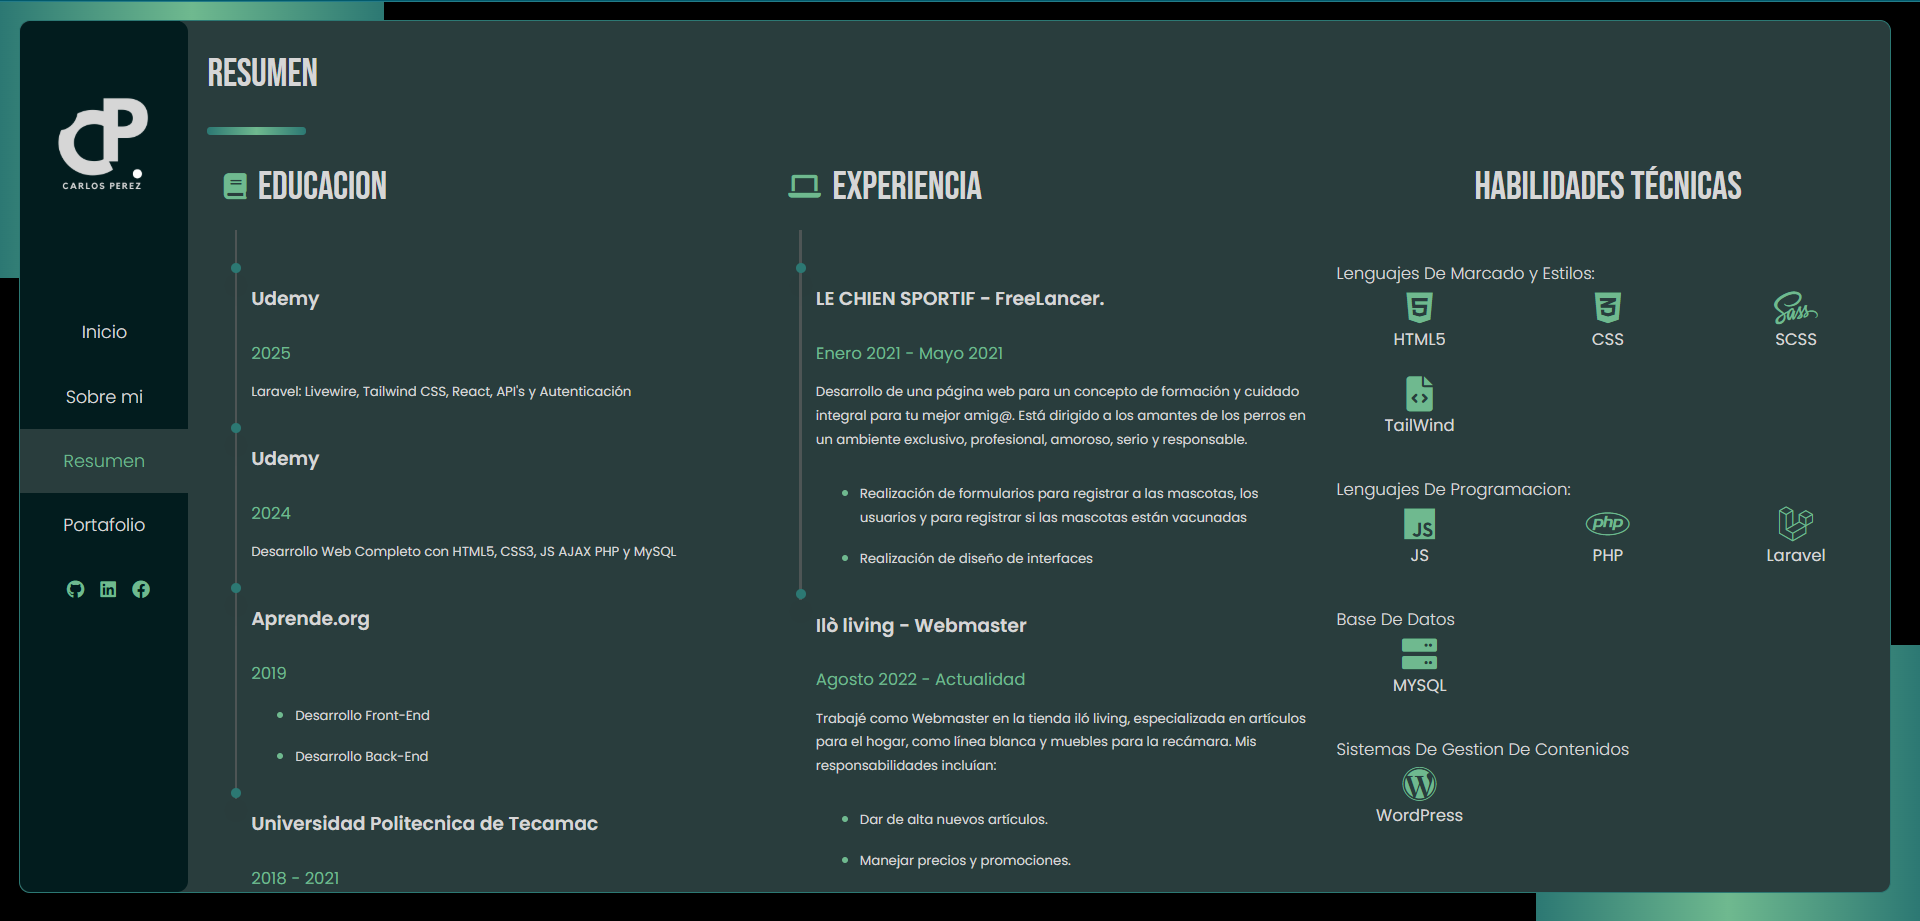 CP
CARLOS PEREZ
Inicio
Sobre mi
Resumen
Portafolio
RESUMEN
EDUCACION
Udemy
2025
Laravel: Livewire, Tailwind CSS, React, API's y Autenticación
Udemy
2024
Desarrollo Web Completo con HTML5, CSS3, JS AJAX PHP y MySQL
Aprende.org
2019
Desarrollo Front-End
Desarrollo Back-End
Universidad Politecnica de Tecamac
2018 - 2021
EXPERIENCIA
LE CHIEN SPORTIF - FreeLancer.
Enero 2021 - Mayo 2021
Desarrollo de una página web para un concepto de formación y cuidado
integral para tu mejor amig@. Está dirigido a los amantes de los perros en
un ambiente exclusivo, profesional, amoroso, serio y responsable.
Realización de formularios para registrar a las mascotas, los
usuarios y para registrar si las mascotas están vacunadas
Realización de diseño de interfaces
Ilò living - Webmaster
Agosto 2022 - Actualidad
Trabajé como Webmaster en la tienda iló living, especializada en artículos
para el hogar, como línea blanca y muebles para la recámara. Mis
responsabilidades incluían:
Dar de alta nuevos artículos.
Manejar precios y promociones.
HABILIDADES TÉCNICAS
Lenguajes De Marcado y Estilos:
HTML5 CSS SCSS
TailWind
Lenguajes De Programacion:
JS
php
JS PHP Laravel
Base De Datos
MYSQL
Sistemas De Gestion De Contenidos
WordPress